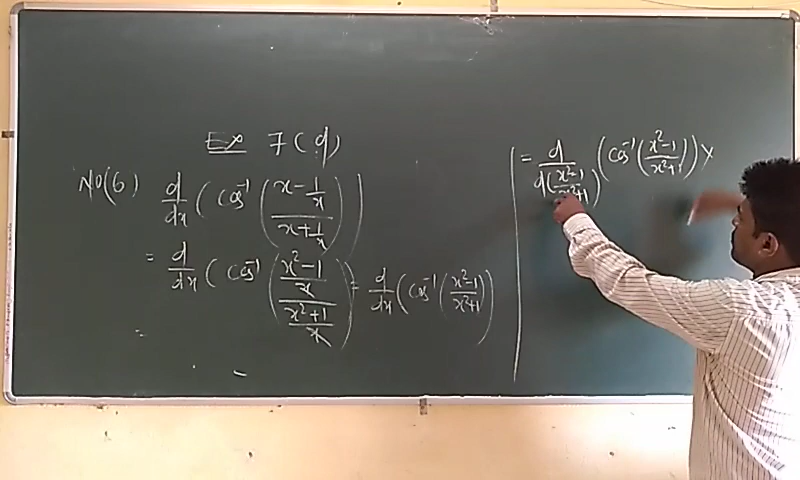 Ex 7(d)
No(6) d/dx (Cos⁻¹ ((x - 1/x)/(x + 1/x)))
= d/dx (Cos⁻¹ (((x²-1)/x)/((x²+1)/x))) = d/dx (Cos⁻¹ ((x²-1)/(x²+1)))
=
= d/d((x²-1)/(x²+1)) (Cos⁻¹ ((x²-1)/(x²+1))) ×